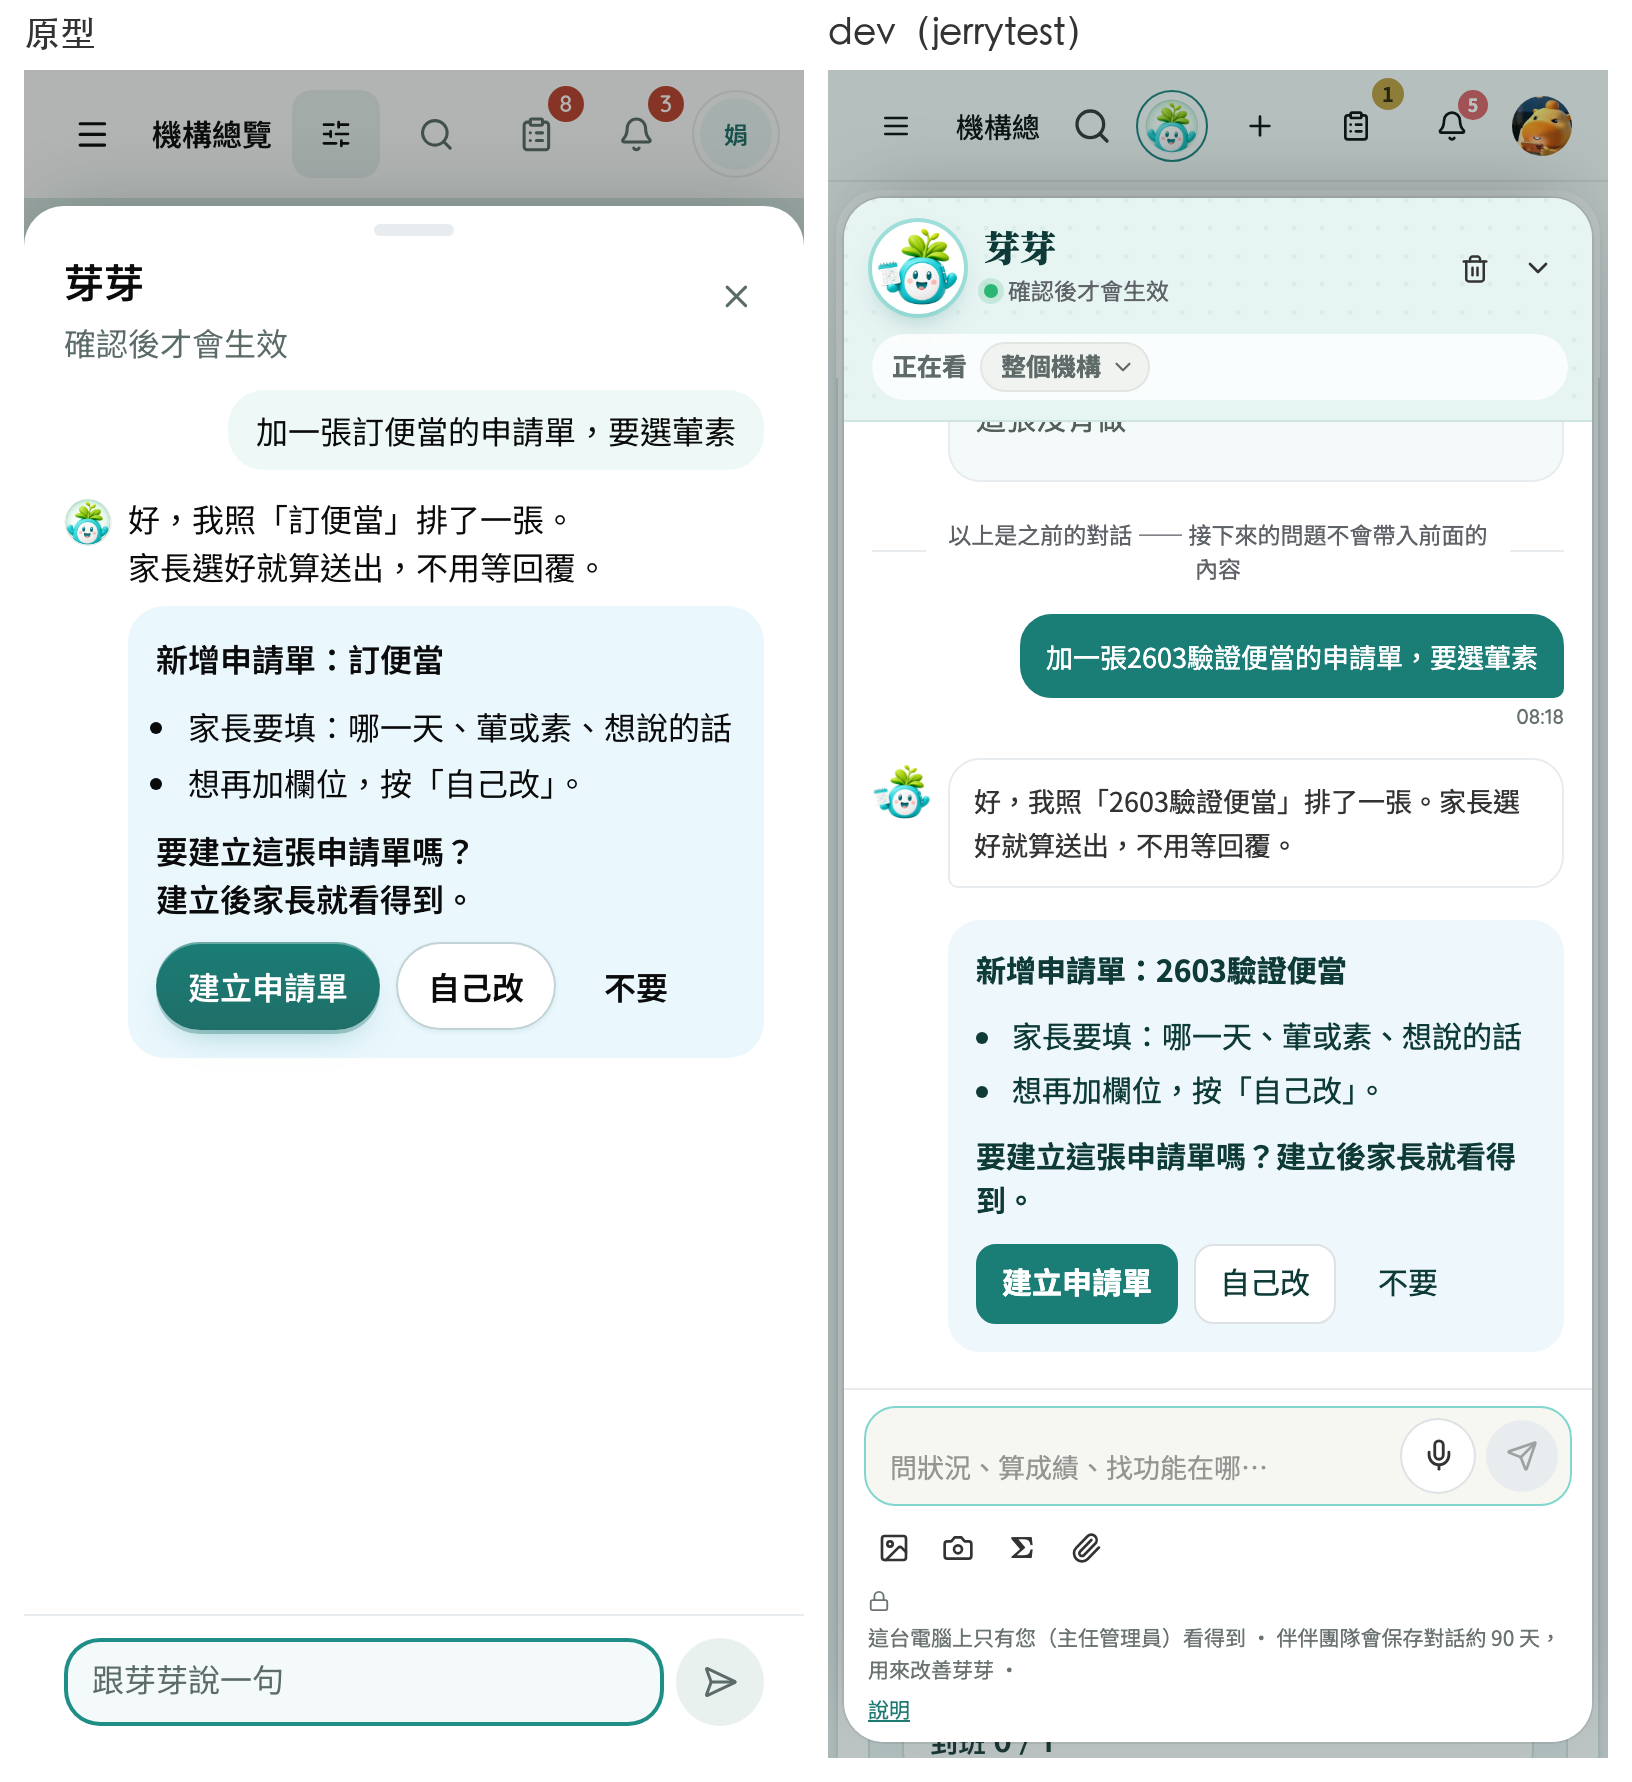 原型
機構總覽
8
3
娟
芽芽
確認後才會生效
加一張訂便當的申請單，要選葷素
好，我照「訂便當」排了一張。
家長選好就算送出，不用等回覆。
新增申請單：訂便當
家長要填：哪一天、葷或素、想說的話
想再加欄位，按「自己改」。
要建立這張申請單嗎？
建立後家長就看得到。
建立申請單
自己改
不要
跟芽芽說一句
dev（jerrytest）
機構總
1
5
芽芽
確認後才會生效
正在看
整個機構
這張沒有做
以上是之前的對話 —— 接下來的問題不會帶入前面的
內容
加一張2603驗證便當的申請單，要選葷素
08:18
好，我照「2603驗證便當」排了一張。家長選
好就算送出，不用等回覆。
新增申請單：2603驗證便當
家長要填：哪一天、葷或素、想說的話
想再加欄位，按「自己改」。
要建立這張申請單嗎？建立後家長就看得
到。
建立申請單
自己改
不要
問狀況、算成績、找功能在哪…
這台電腦上只有您（主任管理員）看得到 · 伴伴團隊會保存對話約 90 天，
用來改善芽芽 ·
說明
到班 0 / 1